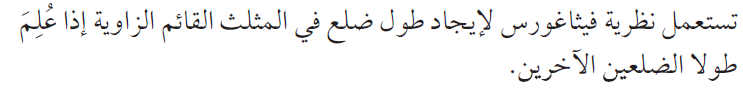 تستعمل نظرية فيثاغورس لإيجاد طول ضلع في المثلث القائم الزاوية إذا عُلِمَ
طولا الضلعين الآخرين.